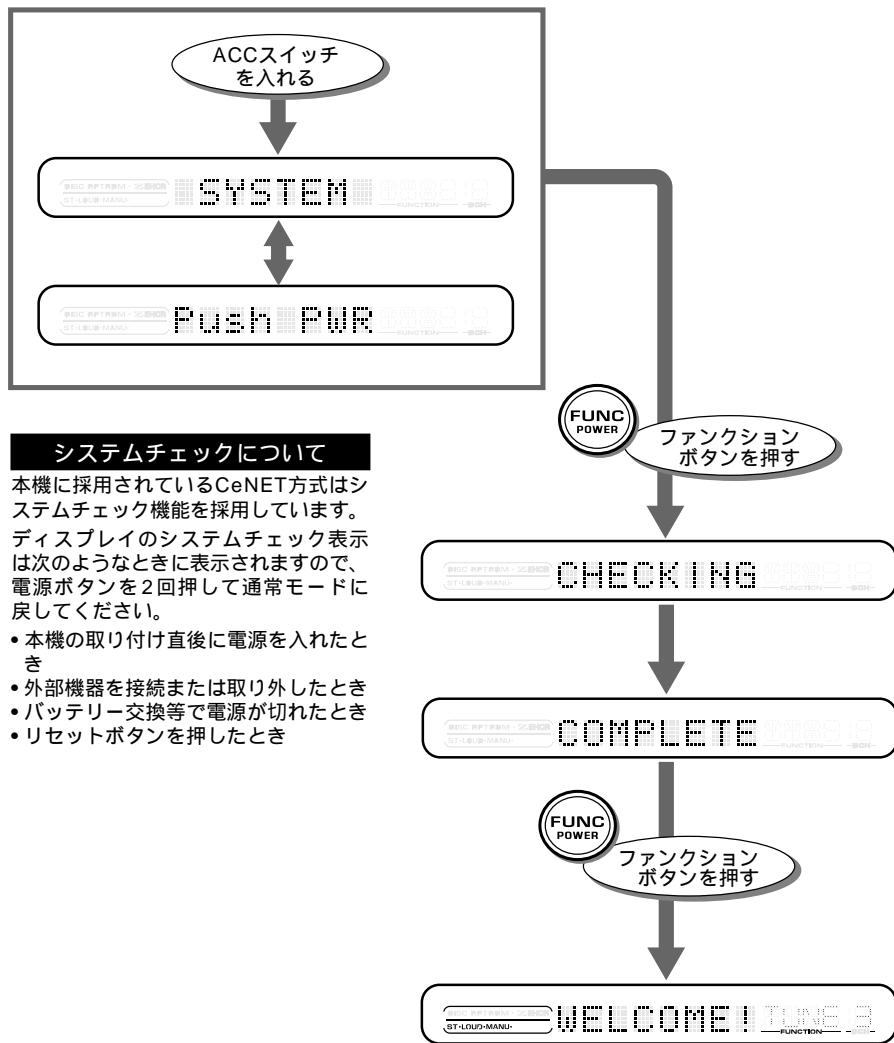 ACCスイッチ
を入れる
SYSTEM
Push PWR
FUNC
POWER
ファンクション
ボタンを押す
システムチェックについて
本機に採用されているCeNET方式はシ
ステムチェック機能を採用しています。
ディスプレイのシステムチェック表示
は次のようなときに表示されますので、
電源ボタンを2回押して通常モードに
戻してください。
• 本機の取り付け直後に電源を入れたと
き
• 外部機器を接続または取り外したとき
• バッテリー交換等で電源が切れたとき
• リセットボタンを押したとき
CHECKING
COMPLETE
FUNC
POWER
ファンクション
ボタンを押す
WELCOME!
ST•LOUD•MANU•
FUNCTION